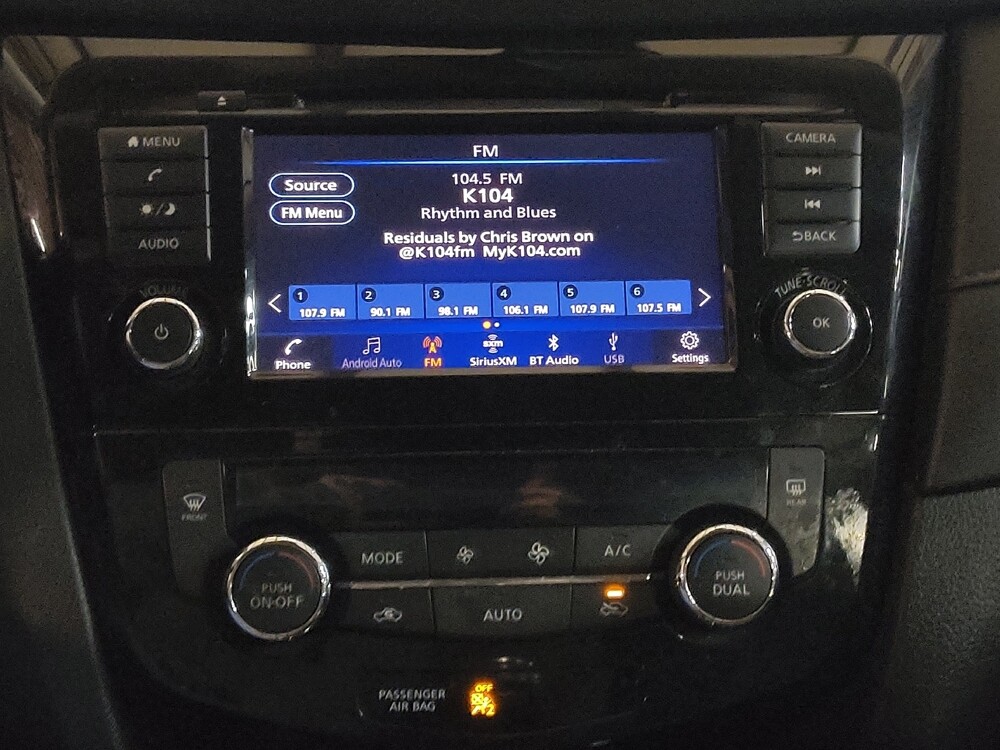 MENU
AUDIO
VOLUME
FM
Source
FM Menu
104.5 FM
K104
Rhythm and Blues
Residuals by Chris Brown on
@K104fm MyK104.com
1
107.9 FM
2
90.1 FM
3
98.1 FM
4
106.1 FM
5
107.9 FM
6
107.5 FM
Phone
Android Auto
FM
sxm
SiriusXM
BT Audio
USB
Settings
CAMERA
BACK
TUNE·SCROLL
OK
FRONT
REAR
PUSH
ON·OFF
MODE
A/C
AUTO
PUSH
DUAL
PASSENGER
AIR BAG
OFF